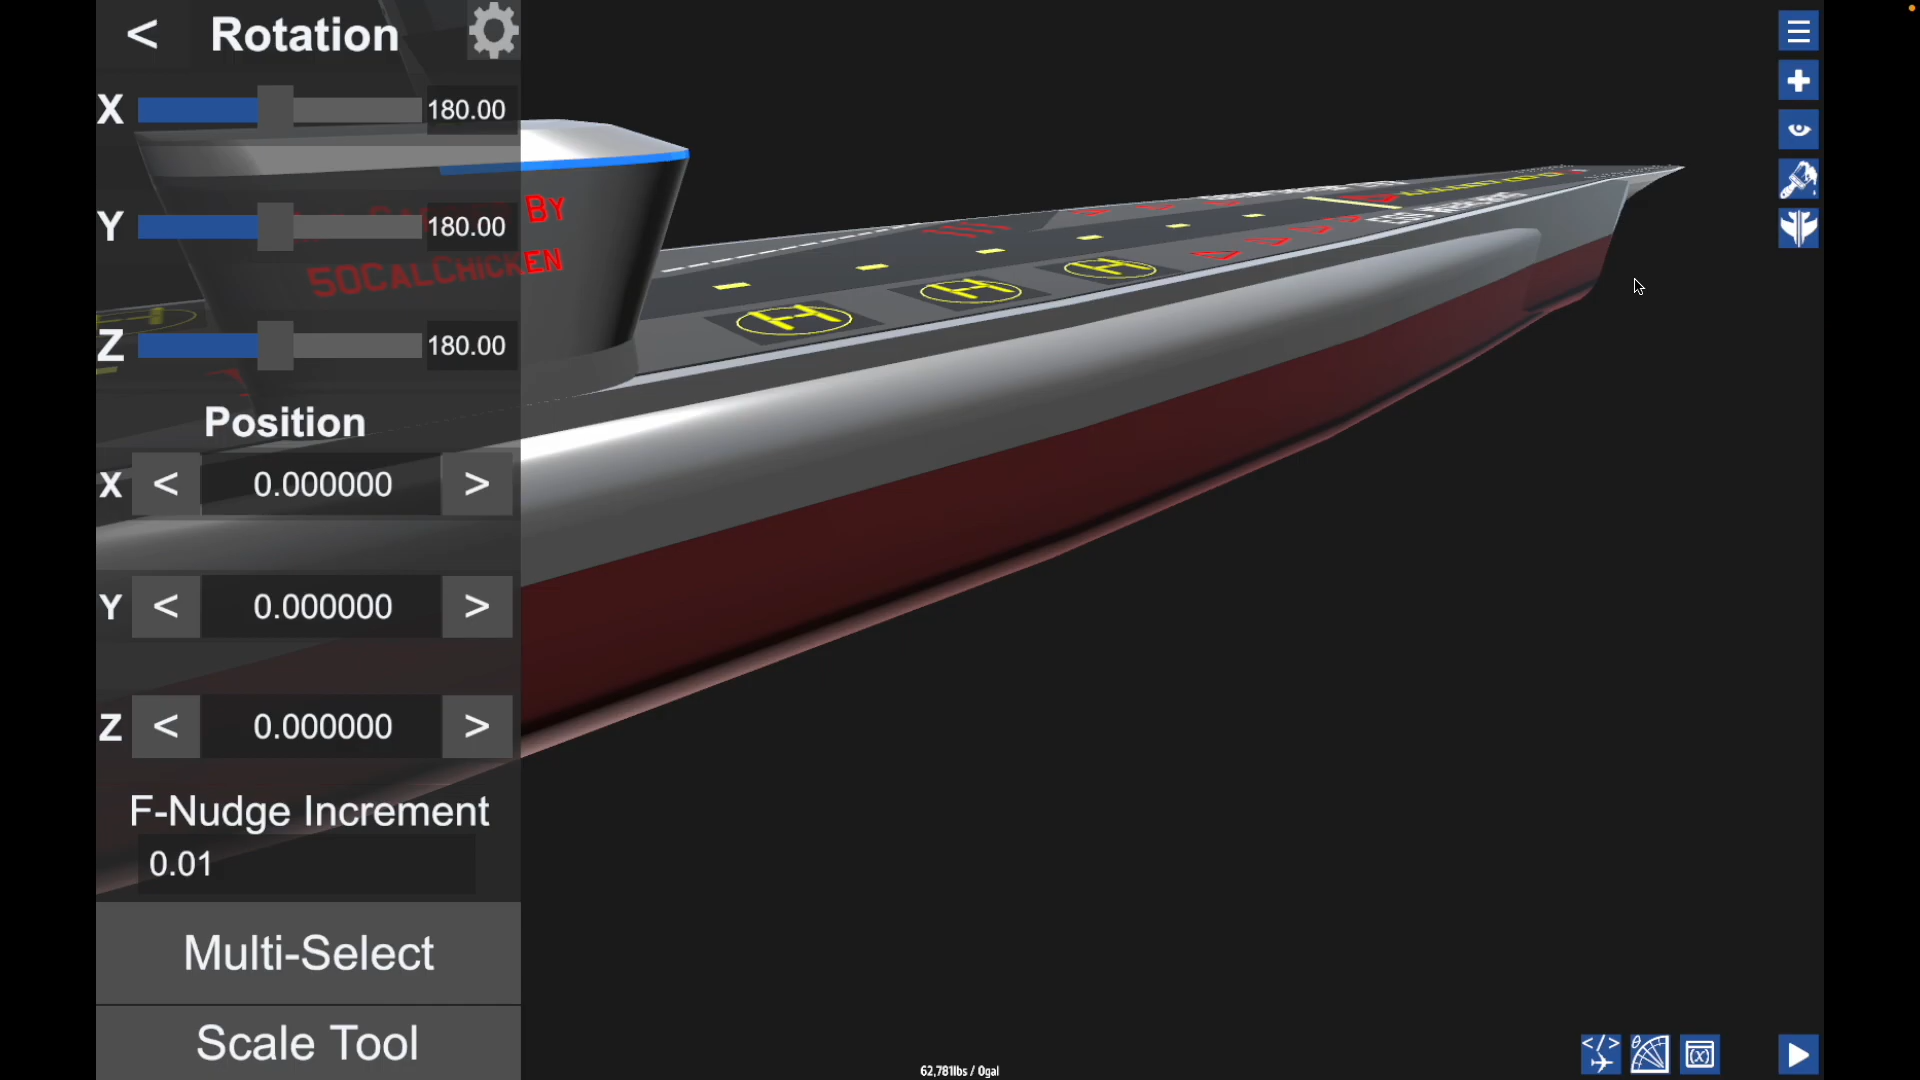 < Rotation
X 180.00
Y 180.00
Z 180.00
BY
SOCALCHICKEN
Position
X < 0.000000 >
Y < 0.000000 >
Z < 0.000000 >
F-Nudge Increment
0.01
Multi-Select
Scale Tool
H H H
</>
(x)
62,781lbs / 0gal